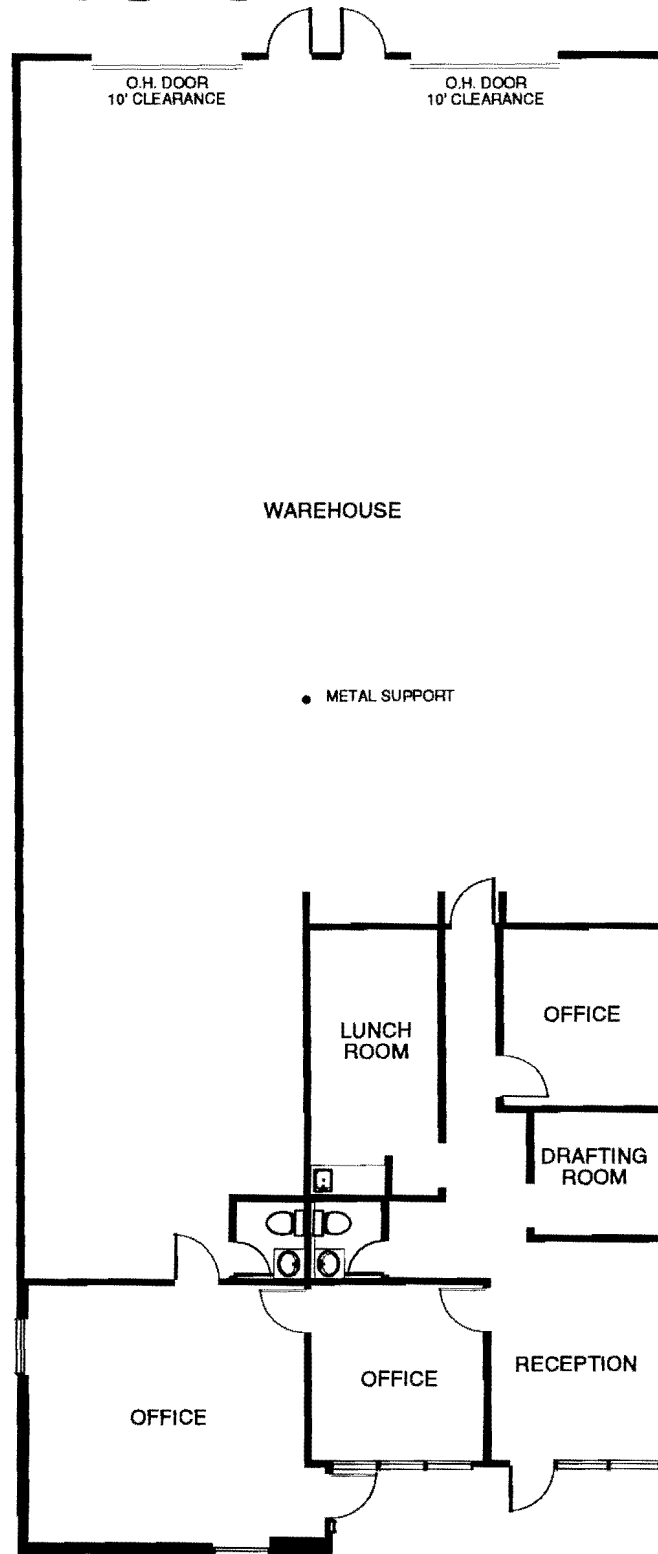 O.H. DOOR
10' CLEARANCE
O.H. DOOR
10' CLEARANCE
WAREHOUSE
METAL SUPPORT
LUNCH
ROOM
OFFICE
DRAFTING
ROOM
RECEPTION
OFFICE
OFFICE